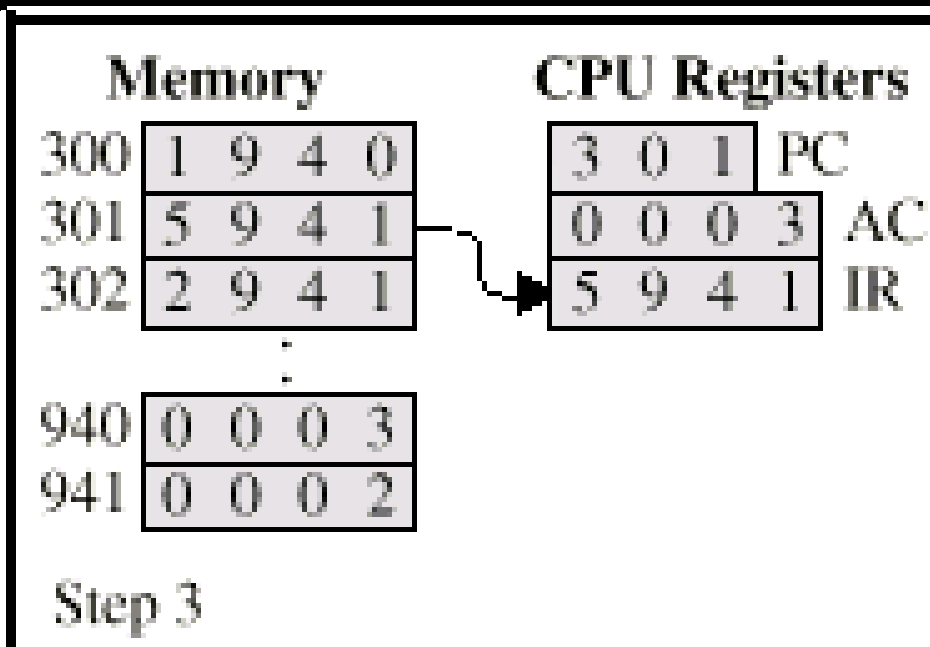 Memory CPU Registers
300 1 9 4 0 3 0 1 PC
301 5 9 4 1 0 0 0 3 AC
302 2 9 4 1 5 9 4 1 IR
940 0 0 0 3
941 0 0 0 2
Step 3